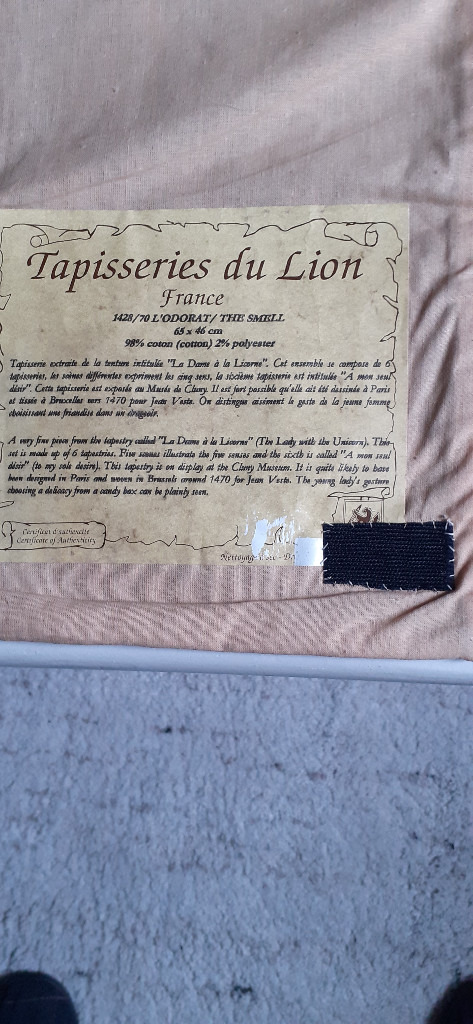 Tapisseries du Lion
France
1428/70 L'ODORAT/ THE SMELL
65 x 46 cm
98% coton (cotton) 2% polyester
Tapisserie extraite de la tenture intitulée "La Dame à la Licorne". Cet ensemble se compose de 6
tapisseries, les scènes différentes expriment les cinq sens, la sixième tapisserie est intitulée "A mon seul
désir". Cette tapisserie est exposée au Musée de Cluny. Il est fort possible qu'elle ait été dessinée à Paris
et tissée à Bruxelles vers 1470 pour Jean Veste. On distingue aisément le geste de la jeune femme
choisissant une friandise dans un drageoir.
A very fine piece from the tapestry called "La Dame à la Licorne" (The Lady with the Unicorn). This
set is made up of 6 tapestries. Five scenes illustrate the five senses and the sixth is called "A mon seul
désir" (to my sole desire). This tapestry is on display at the Cluny Museum. It is quite likely to have
been designed in Paris and woven in Brussels around 1470 for Jean Veste. The young lady's gesture
choosing a delicacy from a candy box can be plainly seen.
Certificat d'authenticité
Certificate of Authenticity